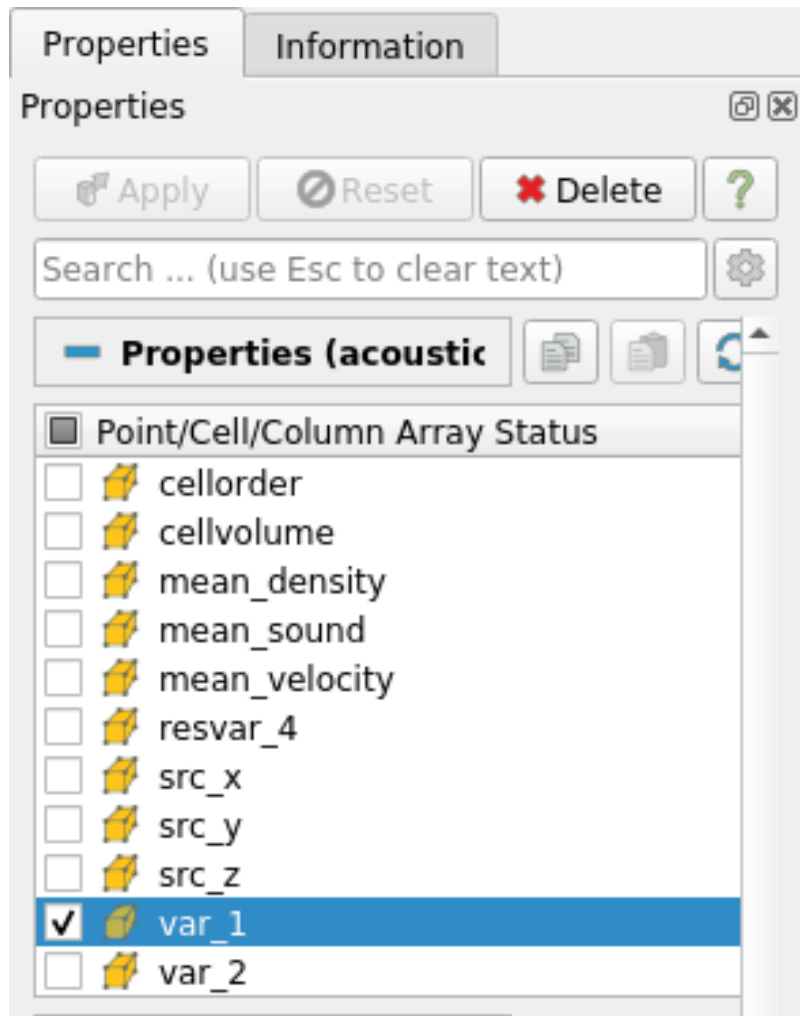 Properties Information
Properties
Apply Reset Delete ?
Search ... (use Esc to clear text)
Properties (acoustic
Point/Cell/Column Array Status
cellorder
cellvolume
mean_density
mean_sound
mean_velocity
resvar_4
src_x
src_y
src_z
var_1
var_2